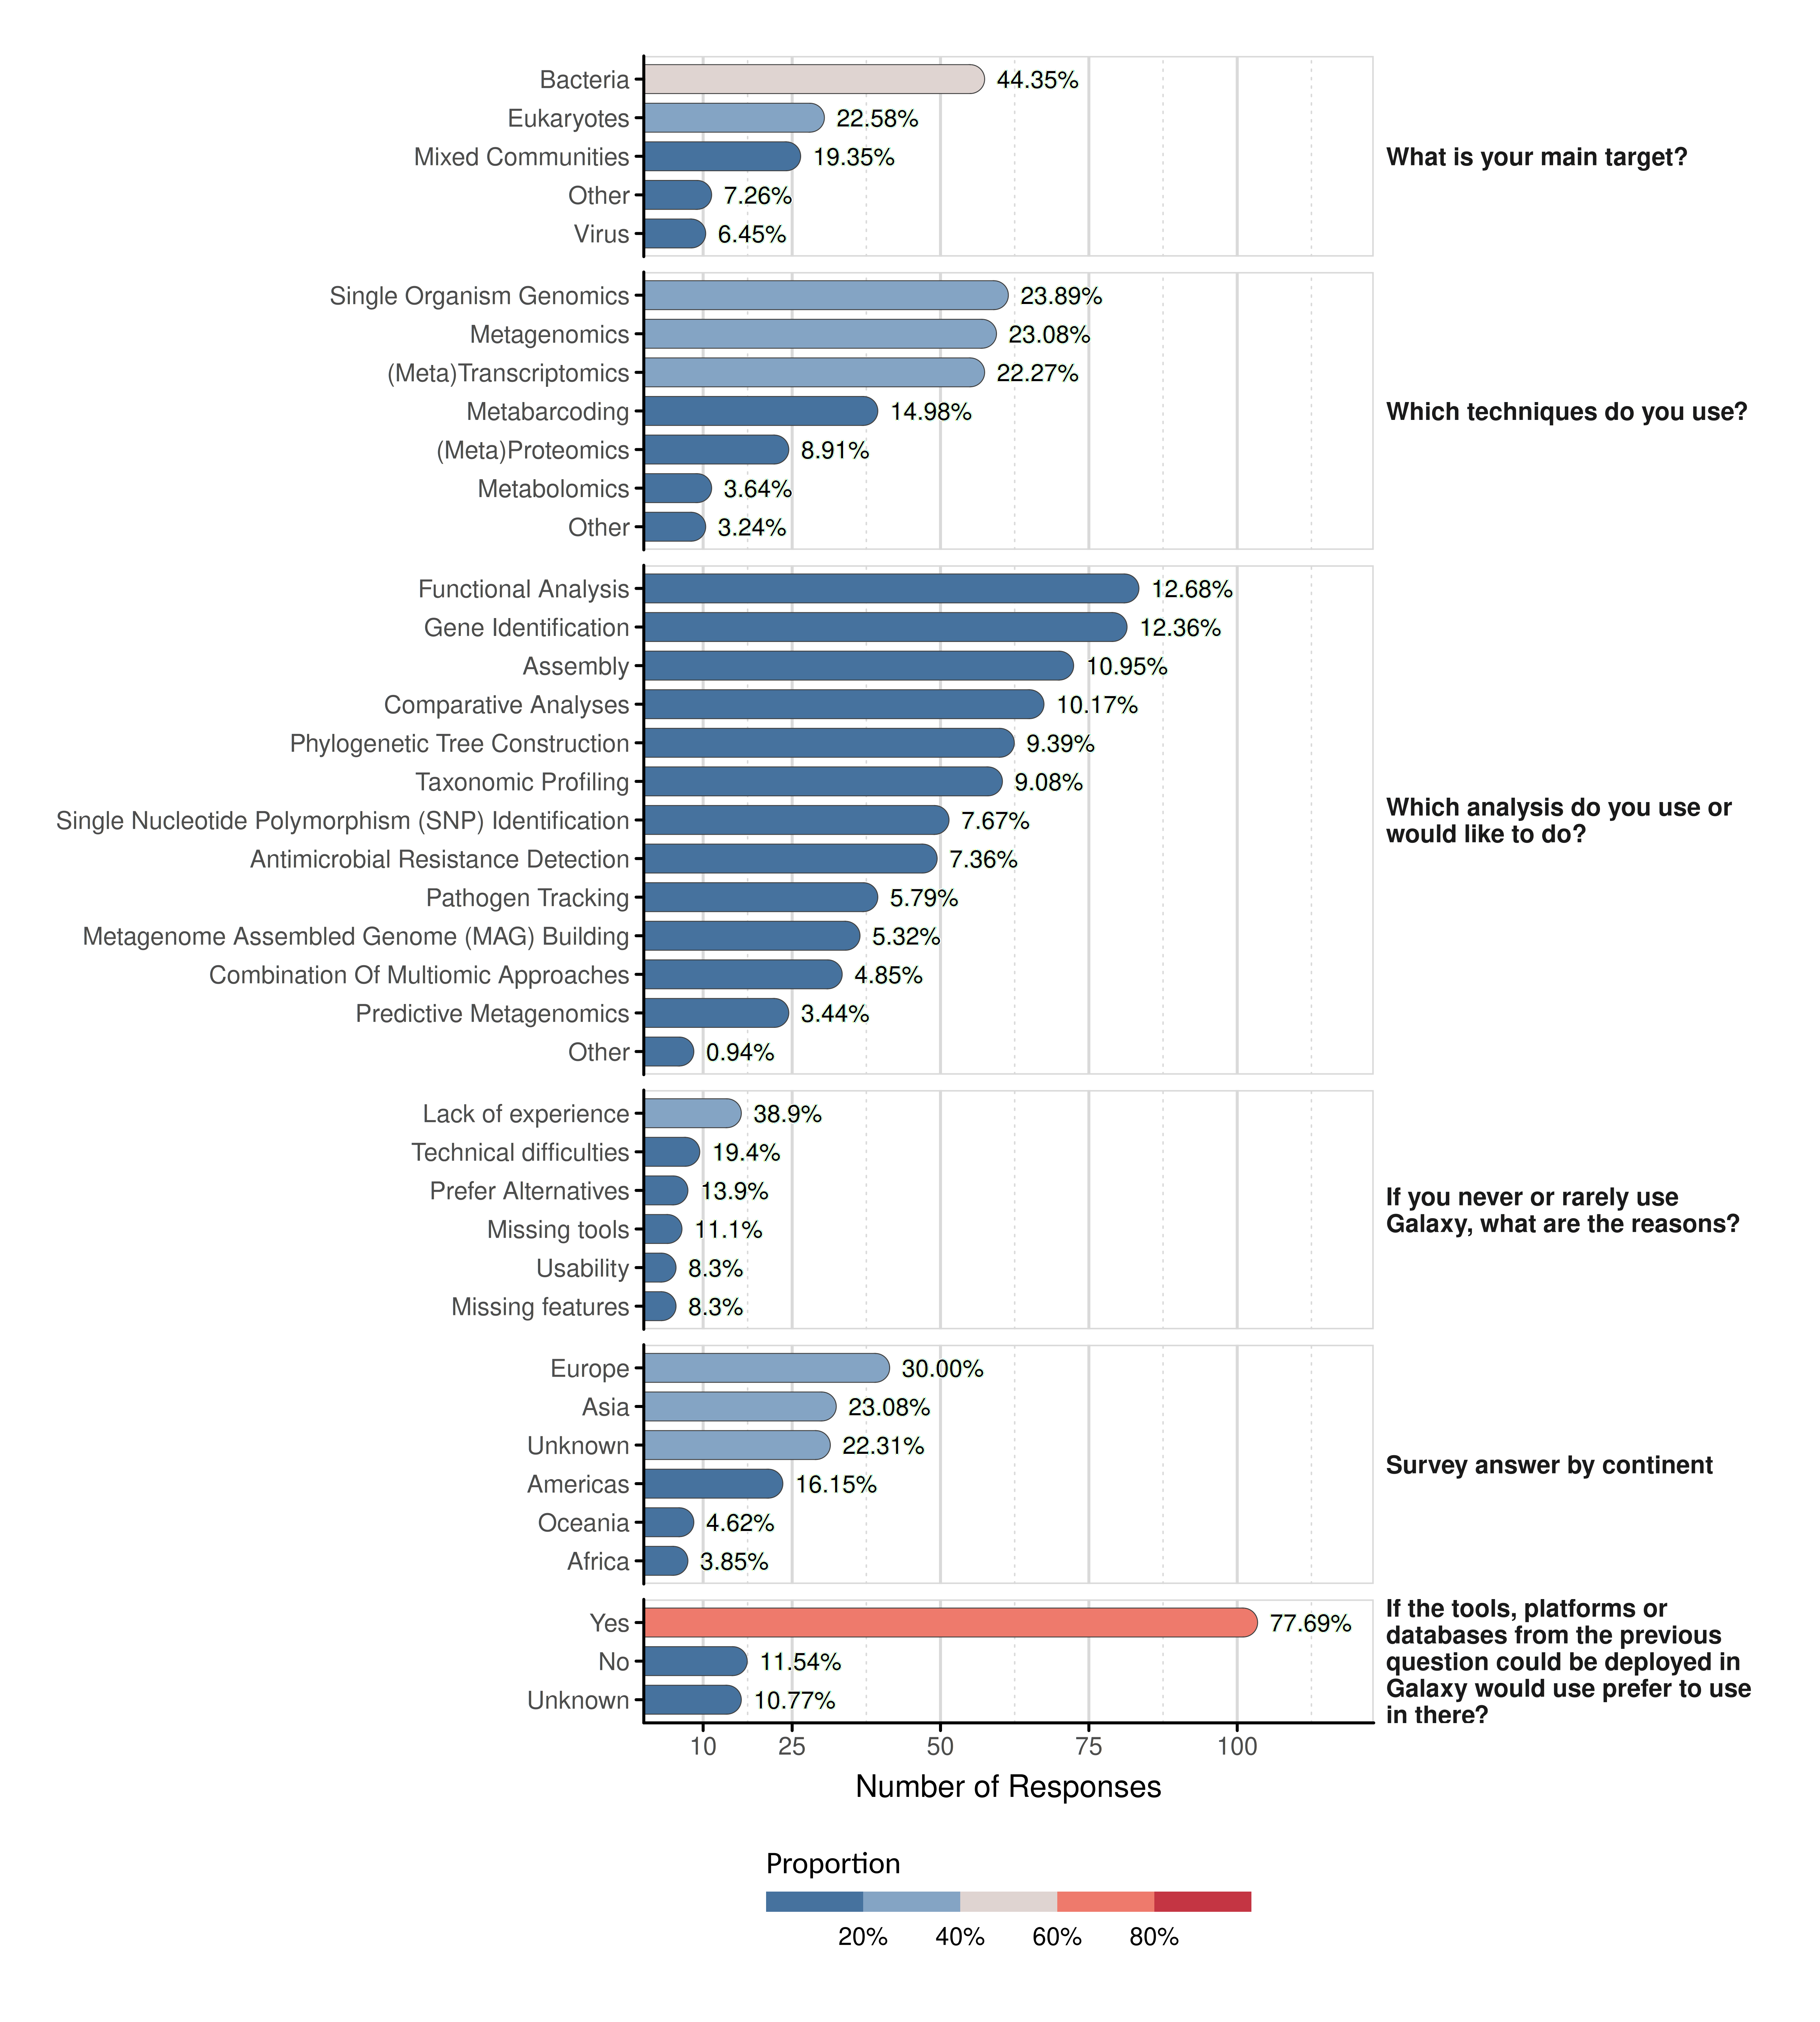 Bacteria 44.35%
Eukaryotes 22.58%
Mixed Communities 19.35%
Other 7.26%
Virus 6.45%
What is your main target?
Single Organism Genomics 23.89%
Metagenomics 23.08%
(Meta)Transcriptomics 22.27%
Metabarcoding 14.98%
(Meta)Proteomics 8.91%
Metabolomics 3.64%
Other 3.24%
Which techniques do you use?
Functional Analysis 12.68%
Gene Identification 12.36%
Assembly 10.95%
Comparative Analyses 10.17%
Phylogenetic Tree Construction 9.39%
Taxonomic Profiling 9.08%
Single Nucleotide Polymorphism (SNP) Identification 7.67%
Antimicrobial Resistance Detection 7.36%
Pathogen Tracking 5.79%
Metagenome Assembled Genome (MAG) Building 5.32%
Combination Of Multiomic Approaches 4.85%
Predictive Metagenomics 3.44%
Other 0.94%
Which analysis do you use or
would like to do?
Lack of experience 38.9%
Technical difficulties 19.4%
Prefer Alternatives 13.9%
Missing tools 11.1%
Usability 8.3%
Missing features 8.3%
If you never or rarely use
Galaxy, what are the reasons?
Europe 30.00%
Asia 23.08%
Unknown 22.31%
Americas 16.15%
Oceania 4.62%
Africa 3.85%
Survey answer by continent
Yes 77.69%
No 11.54%
Unknown 10.77%
If the tools, platforms or
databases from the previous
question could be deployed in
Galaxy would use prefer to use
in there?
10 25 50 75 100
Number of Responses
Proportion
20% 40% 60% 80%